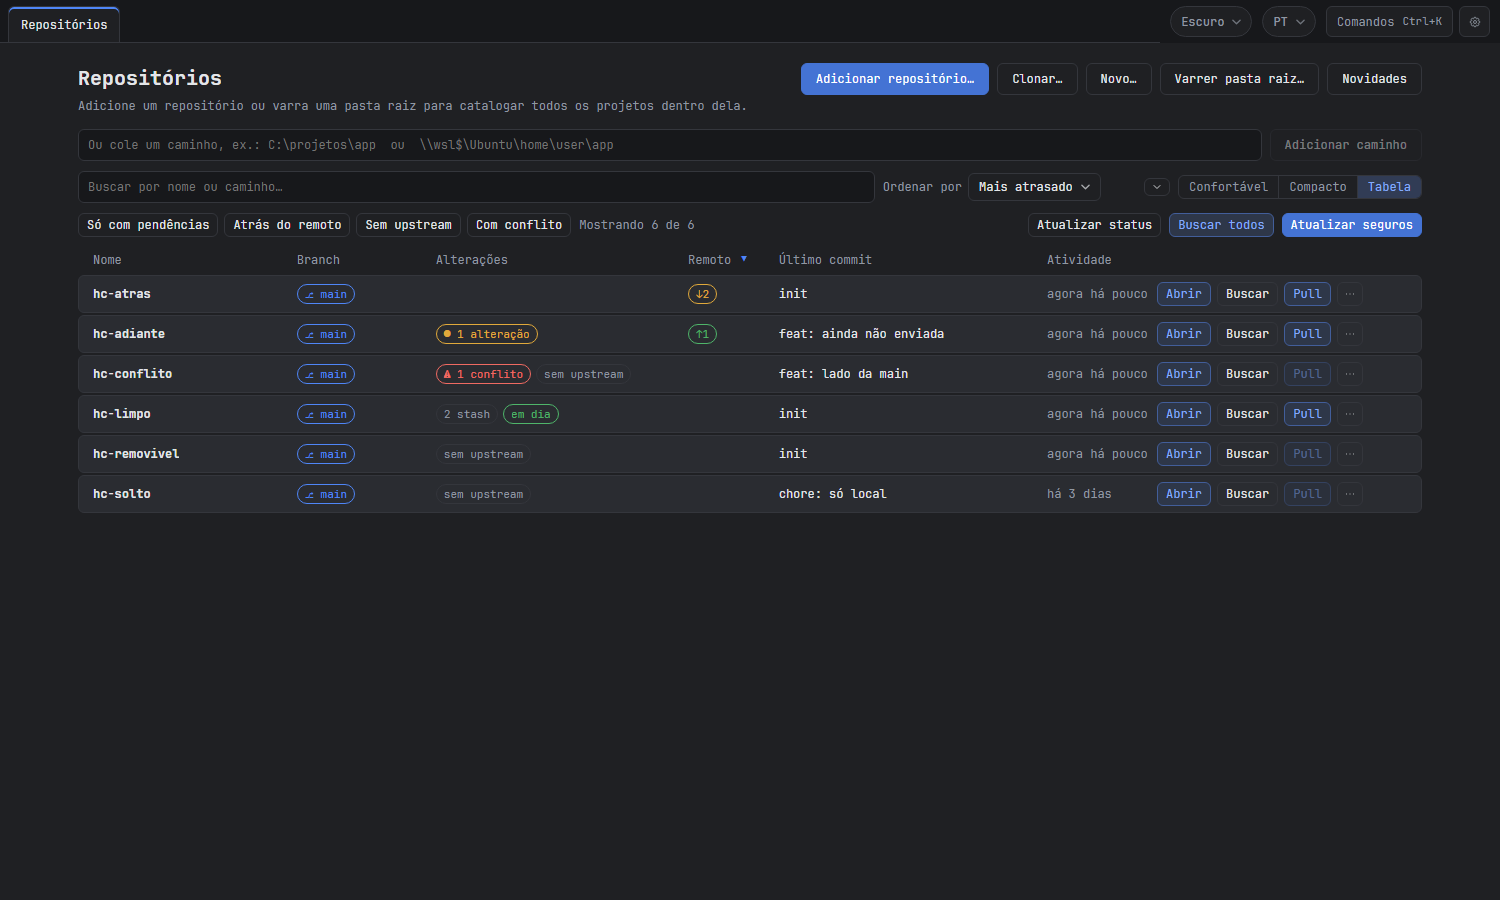 Repositórios
Escuro
PT
Comandos Ctrl+K
Repositórios
Adicionar repositório…
Clonar…
Novo…
Varrer pasta raiz…
Novidades
Adicione um repositório ou varra uma pasta raiz para catalogar todos os projetos dentro dela.
Ou cole um caminho, ex.: C:\projetos\app  ou  \\wsl$\Ubuntu\home\user\app
Adicionar caminho
Buscar por nome ou caminho…
Ordenar por
Mais atrasado
Confortável
Compacto
Tabela
Só com pendências
Atrás do remoto
Sem upstream
Com conflito
Mostrando 6 de 6
Atualizar status
Buscar todos
Atualizar seguros
Nome Branch Alterações Remoto ▼ Último commit Atividade
hc-atras main ↓2 init agora há pouco Abrir Buscar Pull ···
hc-adiante main 1 alteração ↑1 feat: ainda não enviada agora há pouco Abrir Buscar Pull ···
hc-conflito main 1 conflito sem upstream feat: lado da main agora há pouco Abrir Buscar Pull ···
hc-limpo main 2 stash em dia init agora há pouco Abrir Buscar Pull ···
hc-removivel main sem upstream init agora há pouco Abrir Buscar Pull ···
hc-solto main sem upstream chore: só local há 3 dias Abrir Buscar Pull ···